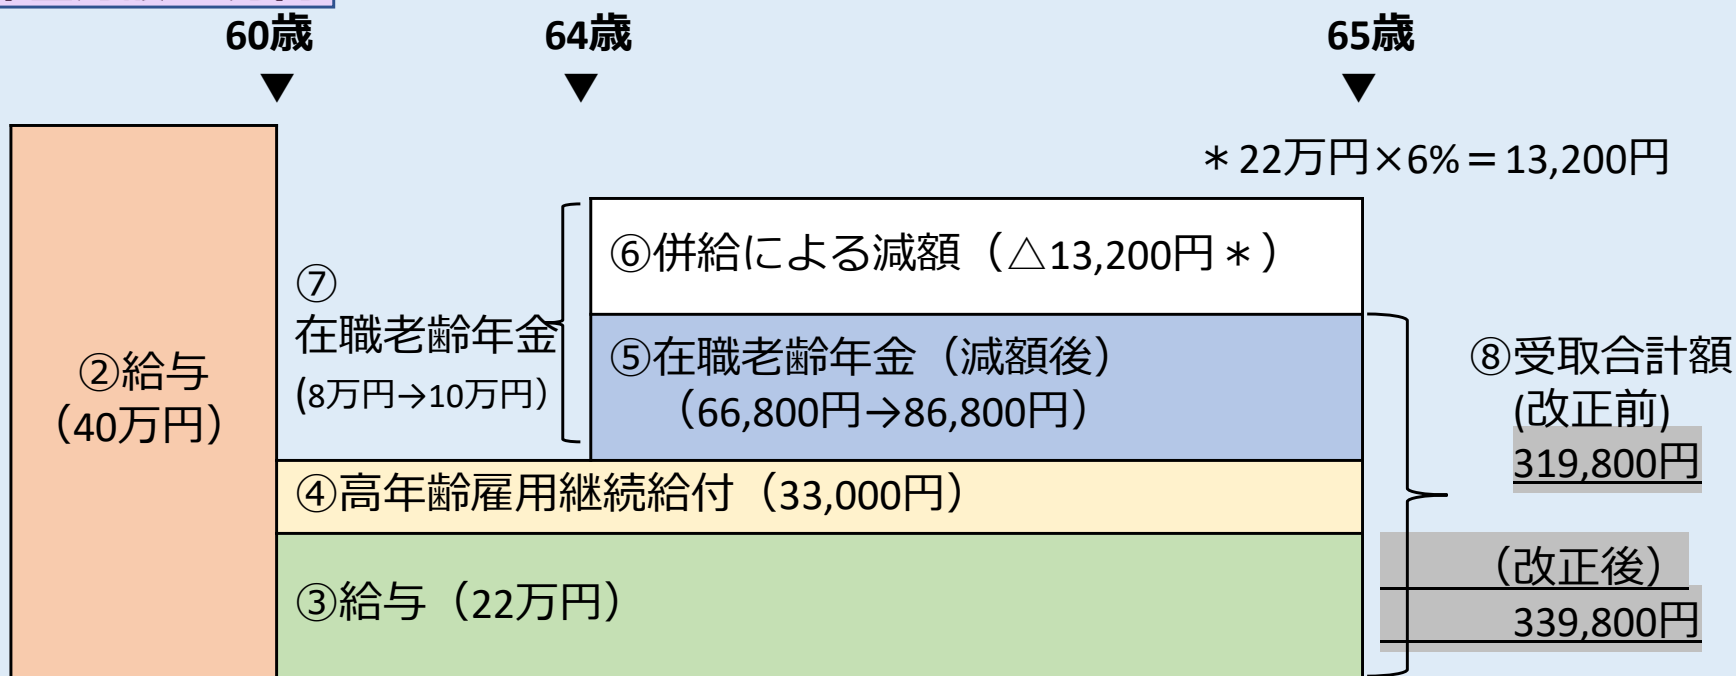 60歳
64歳
65歳
▼
▼
▼
＊22万円×6%＝13,200円
②給与
（40万円）
⑦
在職老齢年金
(8万円→10万円）
⑥併給による減額（△13,200円＊）
⑤在職老齢年金（減額後）
（66,800円→86,800円）
④高年齢雇用継続給付（33,000円）
③給与（22万円）
⑧受取合計額
(改正前)
319,800円
（改正後）
339,800円